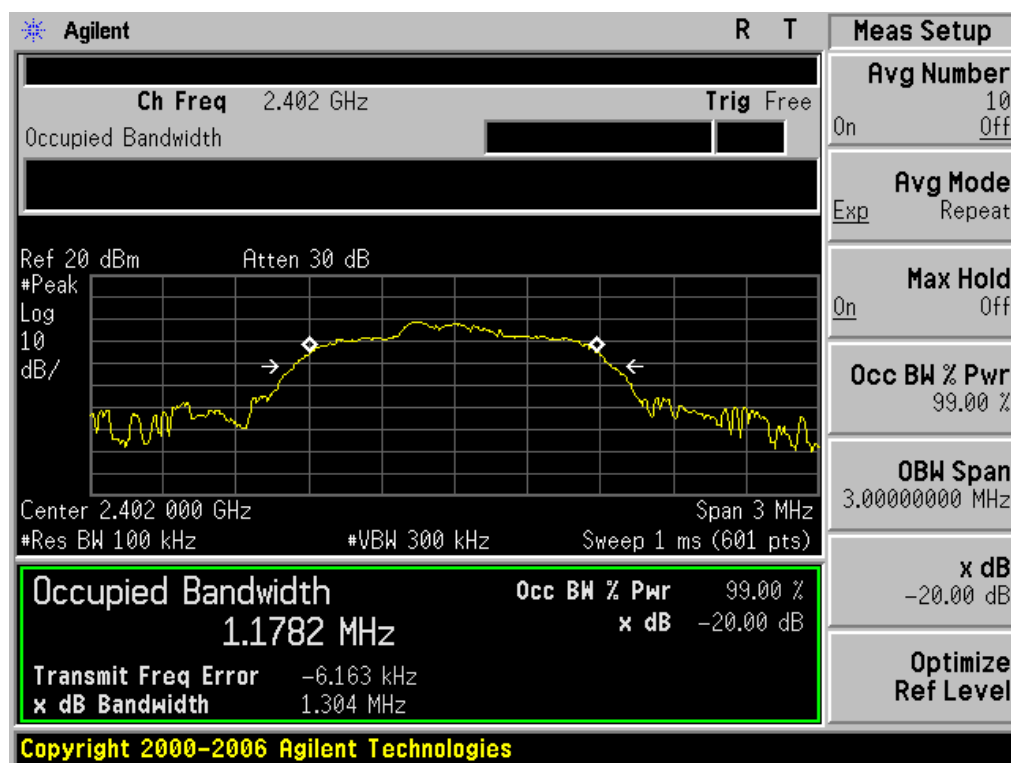 Agilent R T
Ch Freq 2.402 GHz Trig Free
Occupied Bandwidth
Ref 20 dBm Atten 30 dB
#Peak
Log
10
dB/
Center 2.402 000 GHz Span 3 MHz
#Res BW 100 kHz #VBW 300 kHz Sweep 1 ms (601 pts)
Occupied Bandwidth Occ BW % Pwr 99.00 %
1.1782 MHz x dB -20.00 dB
Transmit Freq Error -6.163 kHz
x dB Bandwidth 1.304 MHz
Copyright 2000-2006 Agilent Technologies
Meas Setup
Avg Number
10
On Off
Avg Mode
Exp Repeat
Max Hold
On Off
Occ BW % Pwr
99.00 %
OBW Span
3.00000000 MHz
x dB
-20.00 dB
Optimize
Ref Level